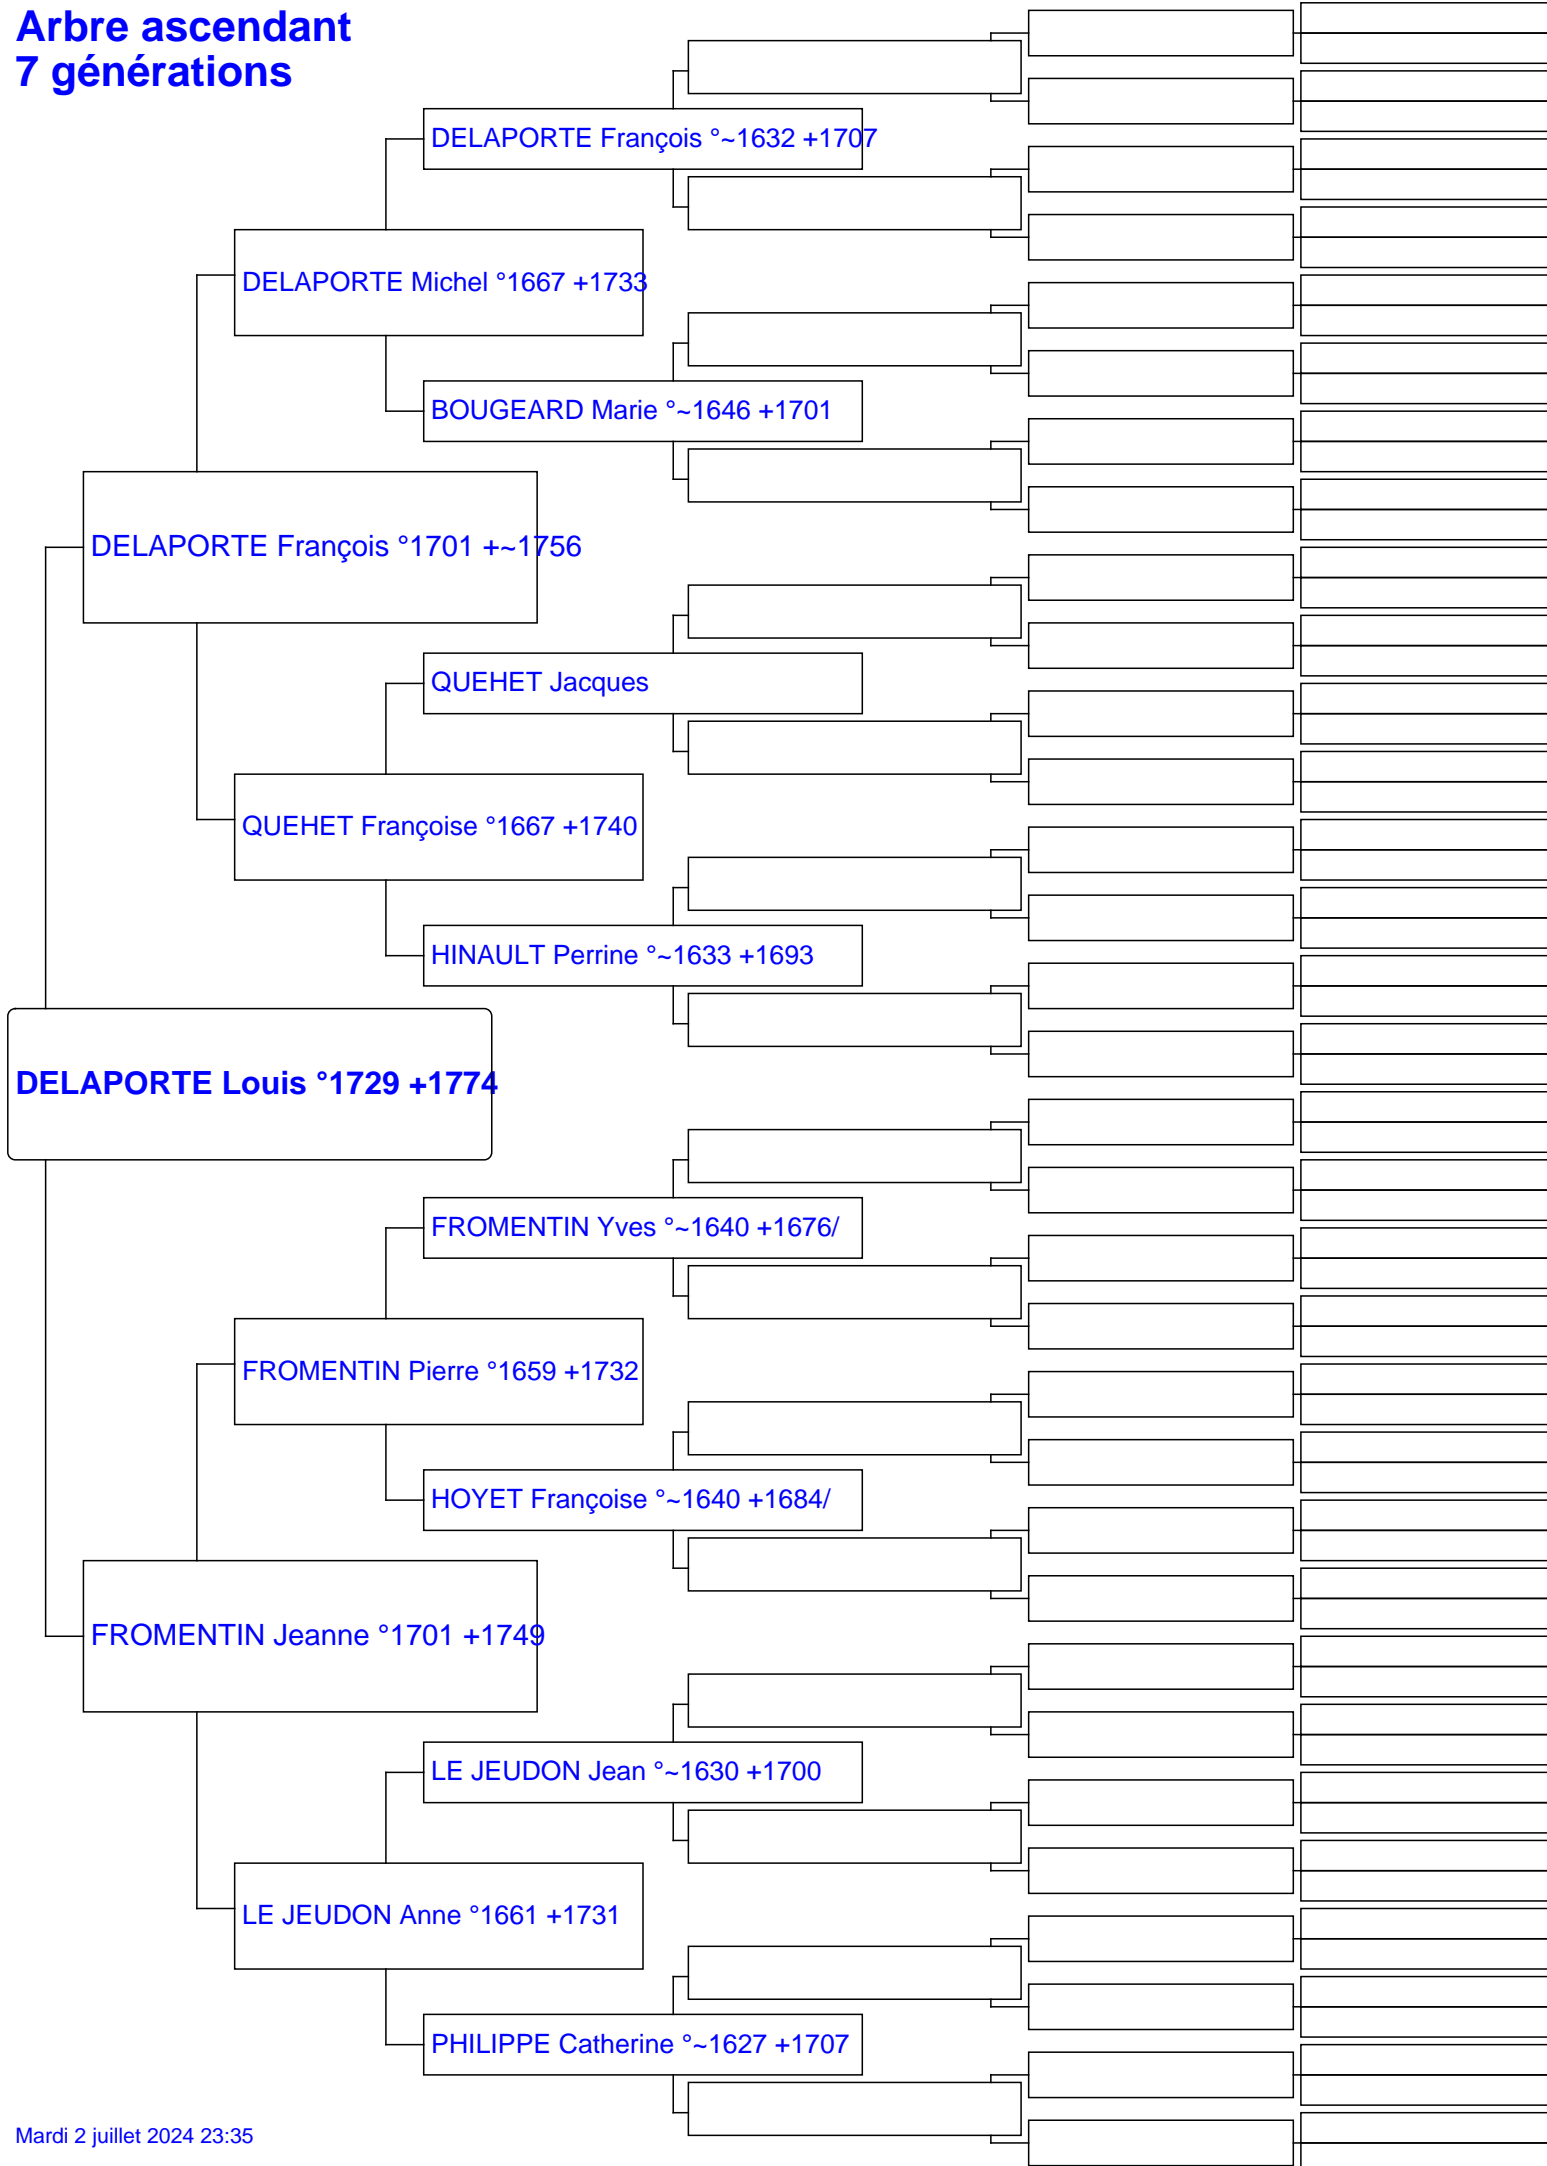 Arbre ascendant
7 générations
DELAPORTE François °~1632 +1707
DELAPORTE Michel °1667 +1733
BOUGEARD Marie °~1646 +1701
DELAPORTE François °1701 +~1756
QUEHET Jacques
QUEHET Françoise °1667 +1740
HINAULT Perrine °~1633 +1693
DELAPORTE Louis °1729 +1774
FROMENTIN Yves °~1640 +1676/
FROMENTIN Pierre °1659 +1732
HOYET Françoise °~1640 +1684/
FROMENTIN Jeanne °1701 +1749
LE JEUDON Jean °~1630 +1700
LE JEUDON Anne °1661 +1731
PHILIPPE Catherine °~1627 +1707
Mardi 2 juillet 2024 23:35